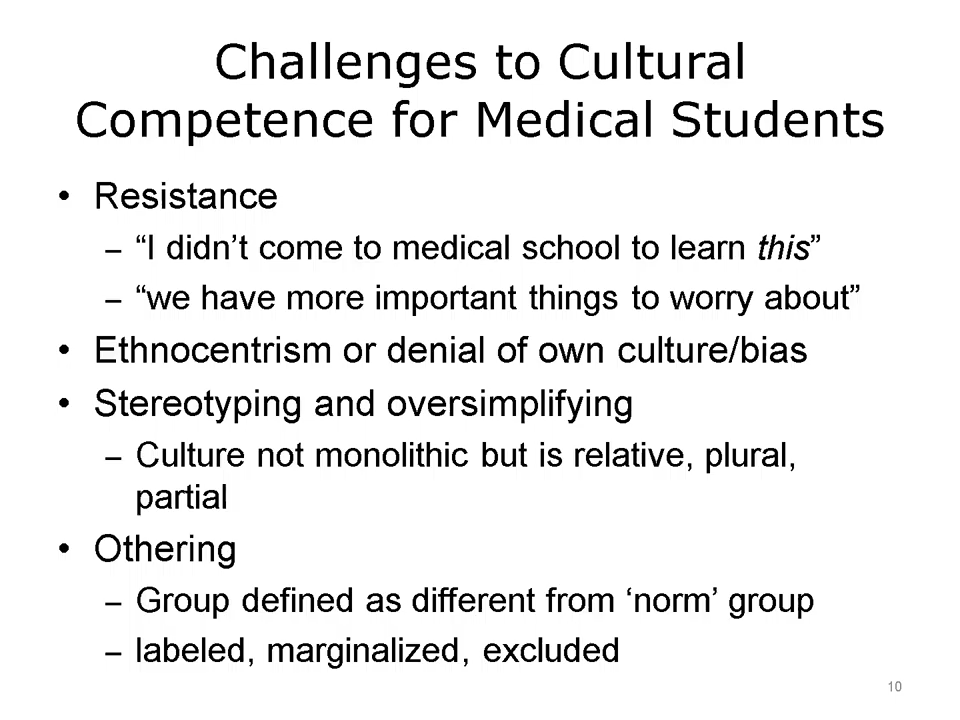 Challenges to Cultural
Competence for Medical Students
• Resistance
– “I didn’t come to medical school to learn this”
– “we have more important things to worry about”
• Ethnocentrism or denial of own culture/bias
• Stereotyping and oversimplifying
– Culture not monolithic but is relative, plural,
partial
• Othering
– Group defined as different from ‘norm’ group
– labeled, marginalized, excluded
10